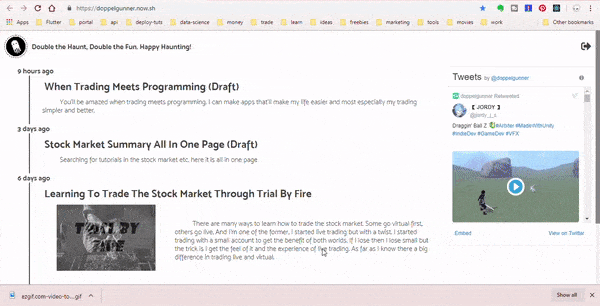 https://doppelgunner.now.sh
Apps Flutter portal api deploy-tuts data-science money trade learn ideas freebies marketing tools movies work Other bookmarks
Double the Haunt, Double the Fun. Happy Haunting!
9 hours ago
When Trading Meets Programming (Draft)
You'll be amazed when trading meets programming. I can make apps that'll make my life easier and most especially my trading
simpler and better.
3 days ago
Stock Market Summary All In One Page (Draft)
Searching for tutorials in the stock market etc. here it is all in one page
6 days ago
Learning To Trade The Stock Market Through Trial By Fire
TRIAL BY
FIRE
There are many ways to learn how to trade the stock market. Some go virtual first,
others go live, And I'm one of the former, I started live trading but with a twist. I started
trading with a small account to get the benefit of both worlds. If I lose then I lose small but
the trick is I get the feel of it and the experience of live trading. As far as I know there a big
difference in trading live and virtual.
Tweets by @doppelgunner
doppelgunner Retweeted
【 JORDY 】
@jordy_j_s
Draggin' Ball Z #Arbiter #MadeWithUnity
#IndieDev #GameDev #VFX
Embed View on Twitter
ezgif.com-video-to....gif
Show all